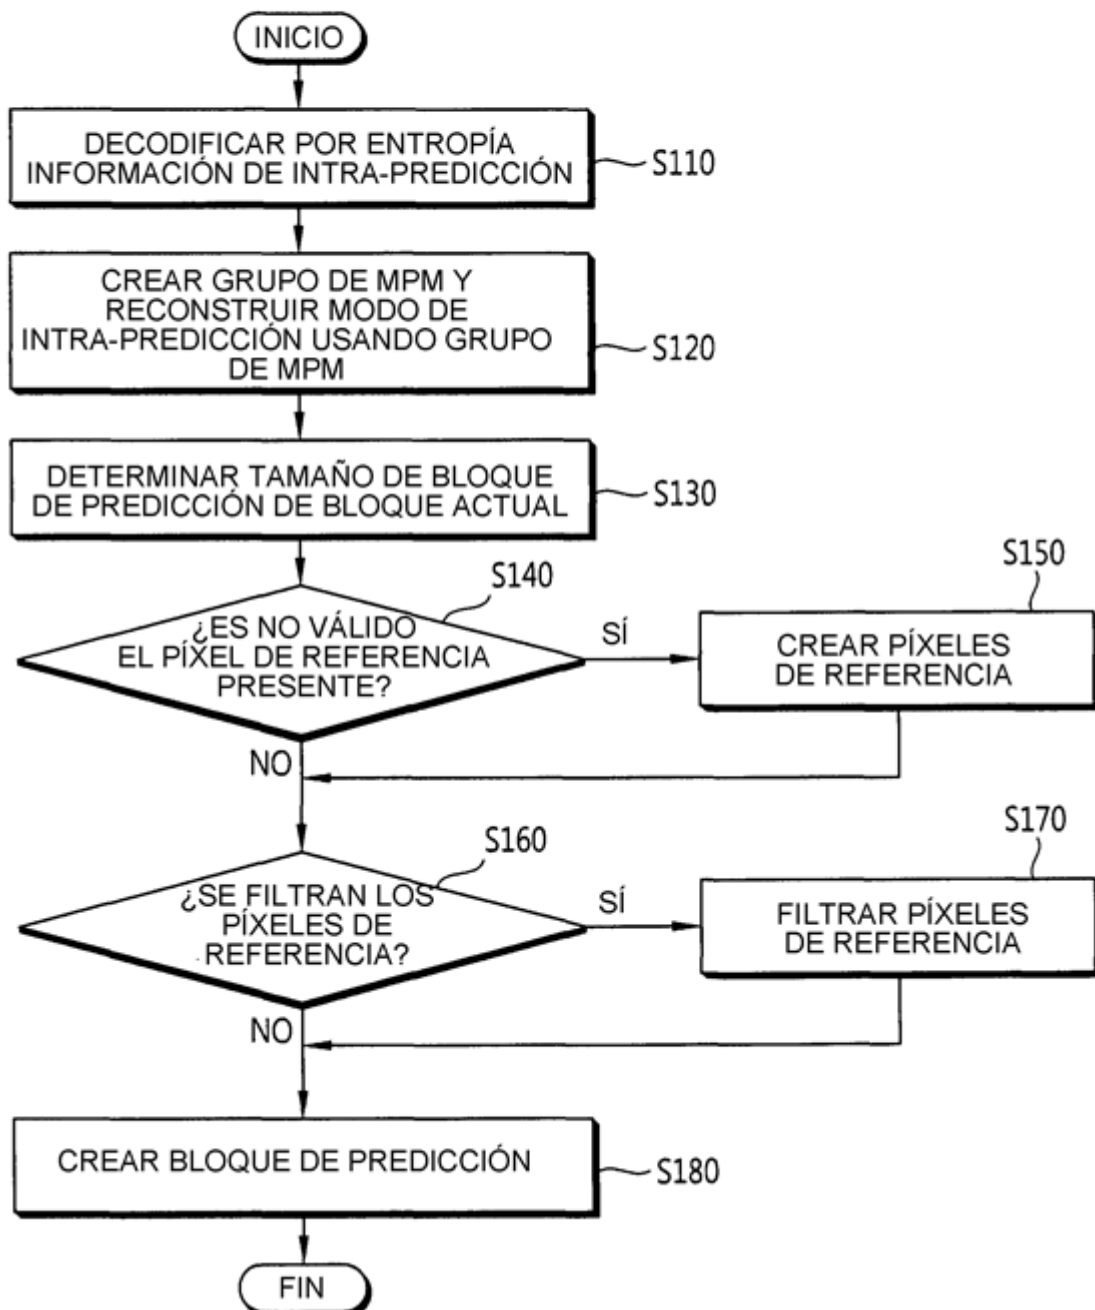 INICIO
DECODIFICAR POR ENTROPÍA
INFORMACIÓN DE INTRA-PREDICCIÓN
S110
CREAR GRUPO DE MPM Y
RECONSTRUIR MODO DE
INTRA-PREDICCIÓN USANDO GRUPO
DE MPM
S120
DETERMINAR TAMAÑO DE BLOQUE
DE PREDICCIÓN DE BLOQUE ACTUAL
S130
S140
¿ES NO VÁLIDO
EL PÍXEL DE REFERENCIA
PRESENTE?
SÍ
S150
CREAR PÍXELES
DE REFERENCIA
NO
S160
¿SE FILTRAN LOS
PÍXELES DE
REFERENCIA?
SÍ
S170
FILTRAR PÍXELES
DE REFERENCIA
NO
CREAR BLOQUE DE PREDICCIÓN
S180
FIN